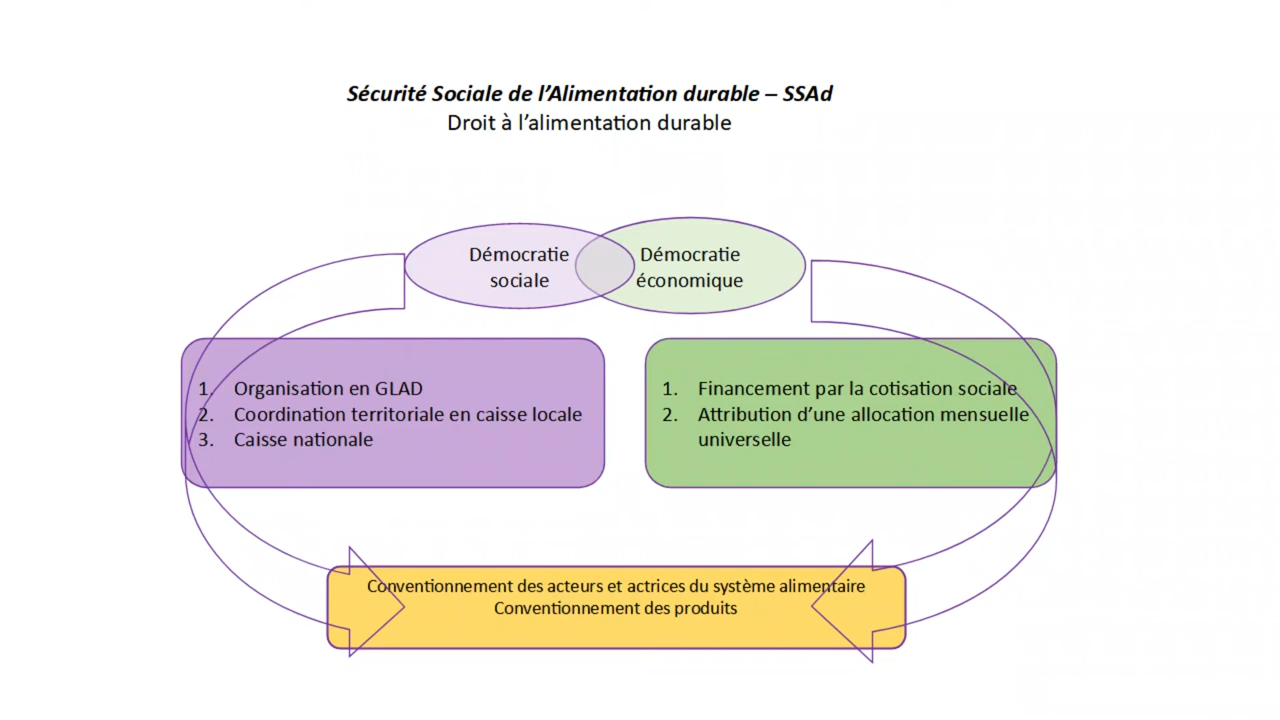 Sécurité Sociale de l’Alimentation durable – SSAd
Droit à l’alimentation durable
Démocratie
sociale
Démocratie
économique
1. Organisation en GLAD
2. Coordination territoriale en caisse locale
3. Caisse nationale
1. Financement par la cotisation sociale
2. Attribution d’une allocation mensuelle
universelle
Conventionnement des acteurs et actrices du système alimentaire
Conventionnement des produits